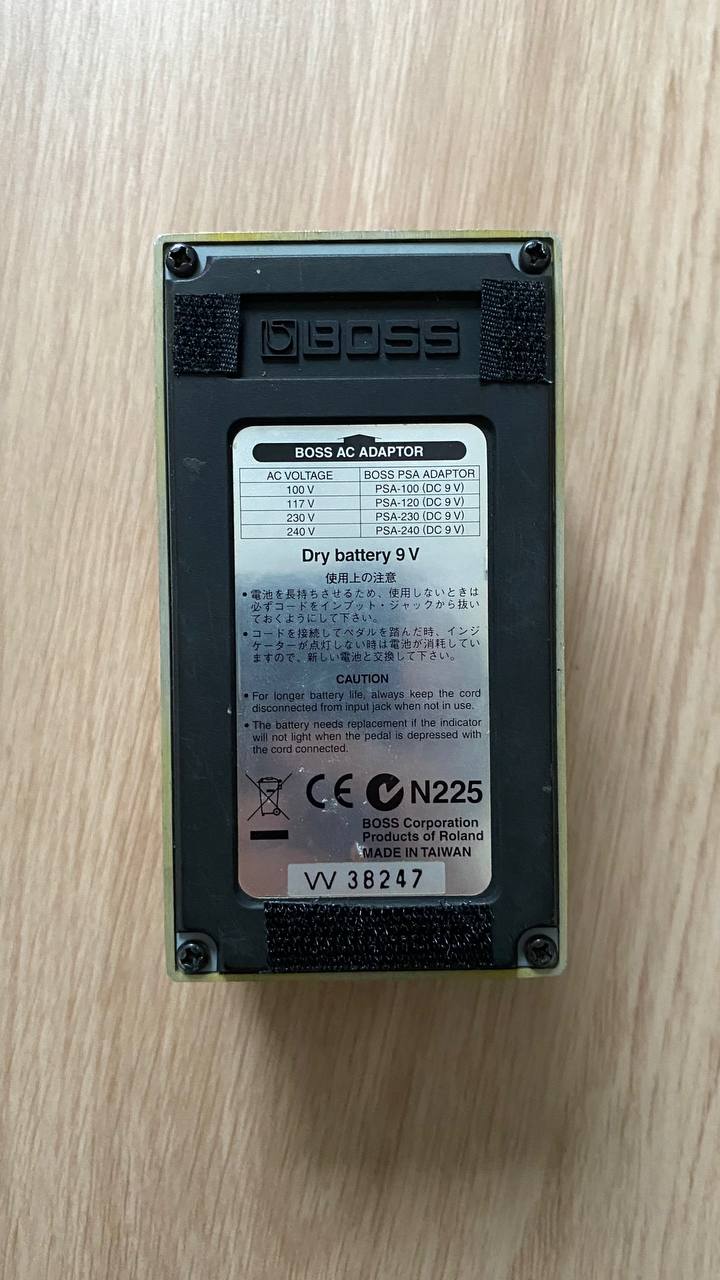 BOSS
BOSS AC ADAPTOR
AC VOLTAGE BOSS PSA ADAPTOR
100 V PSA-100 (DC 9 V)
117 V PSA-120 (DC 9 V)
230 V PSA-230 (DC 9 V)
240 V PSA-240 (DC 9 V)
Dry battery 9 V
使用上の注意
• 電池を長持ちさせるため、使用しないときは
必ずコードをインプット・ジャックから抜い
ておくようにして下さい。
• コードを接続してペダルを踏んだ時、インジ
ケーターが点灯しない時は電池が消耗してい
ますので、新しい電池と交換して下さい。
CAUTION
• For longer battery life, always keep the cord
disconnected from input jack when not in use.
• The battery needs replacement if the indicator
will not light when the pedal is depressed with
the cord connected.
CE N225
BOSS Corporation
Products of Roland
MADE IN TAIWAN
VV 38247